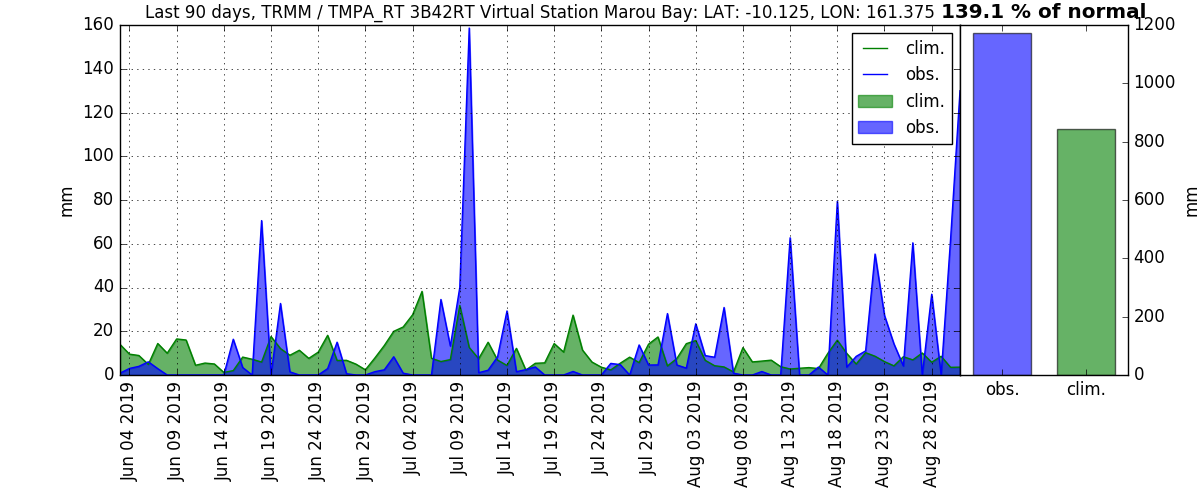 Last 90 days, TRMM / TMPA_RT 3B42RT Virtual Station Marou Bay: LAT: -10.125, LON: 161.375 139.1 % of normal
160
140
120
100
80
60
40
20
0
mm
clim.
obs.
clim.
obs.
1200
1000
800
600
400
200
0
mm
Jun 04 2019
Jun 09 2019
Jun 14 2019
Jun 19 2019
Jun 24 2019
Jun 29 2019
Jul 04 2019
Jul 09 2019
Jul 14 2019
Jul 19 2019
Jul 24 2019
Jul 29 2019
Aug 03 2019
Aug 08 2019
Aug 13 2019
Aug 18 2019
Aug 23 2019
Aug 28 2019
obs.
clim.